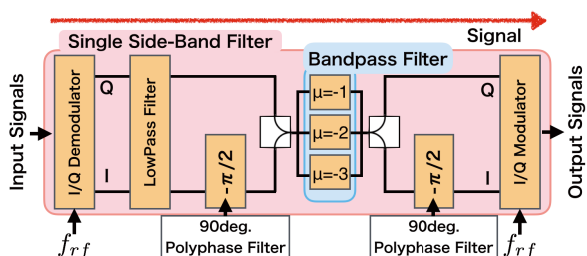 Signal
Single Side-Band Filter
Bandpass Filter
Input Signals
I/Q Demodulator
Q
I
LowPass Filter
-π/2
μ=-1
μ=-2
μ=-3
-π/2
Q
I
I/Q Modulator
Output Signals
f_rf
90deg.
Polyphase Filter
90deg.
Polyphase Filter
f_rf